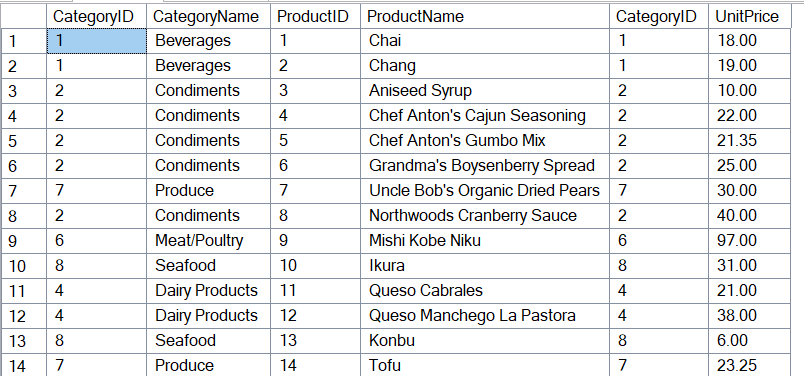 CategoryID CategoryName ProductID ProductName CategoryID UnitPrice
1 1 Beverages 1 Chai 1 18.00
2 1 Beverages 2 Chang 1 19.00
3 2 Condiments 3 Aniseed Syrup 2 10.00
4 2 Condiments 4 Chef Anton's Cajun Seasoning 2 22.00
5 2 Condiments 5 Chef Anton's Gumbo Mix 2 21.35
6 2 Condiments 6 Grandma's Boysenberry Spread 2 25.00
7 7 Produce 7 Uncle Bob's Organic Dried Pears 7 30.00
8 2 Condiments 8 Northwoods Cranberry Sauce 2 40.00
9 6 Meat/Poultry 9 Mishi Kobe Niku 6 97.00
10 8 Seafood 10 Ikura 8 31.00
11 4 Dairy Products 11 Queso Cabrales 4 21.00
12 4 Dairy Products 12 Queso Manchego La Pastora 4 38.00
13 8 Seafood 13 Konbu 8 6.00
14 7 Produce 14 Tofu 7 23.25